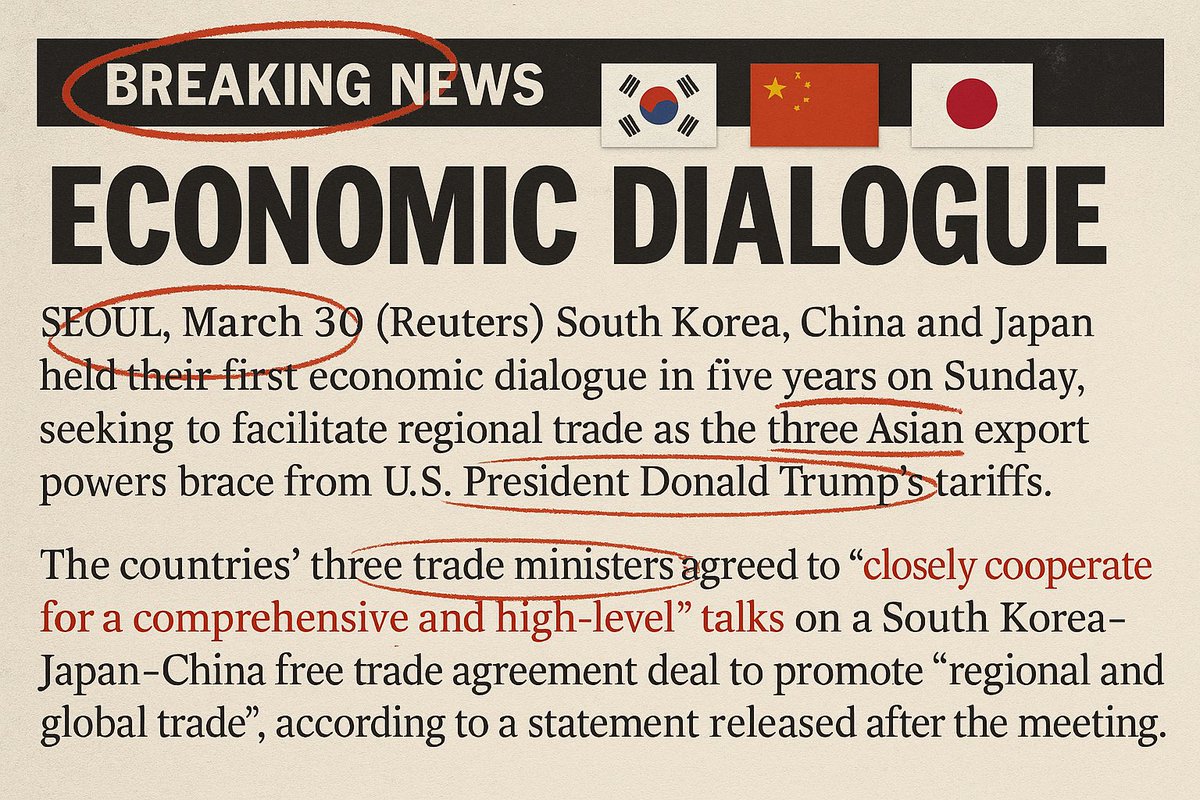 BREAKING NEWS
ECONOMIC DIALOGUE
SEOUL, March 30 (Reuters) South Korea, China and Japan
held their first economic dialogue in five years on Sunday,
seeking to facilitate regional trade as the three Asian export
powers brace from U.S. President Donald Trump’s tariffs.
The countries’ three trade ministers agreed to “closely cooperate
for a comprehensive and high-level” talks on a South Korea–
Japan–China free trade agreement deal to promote “regional and
global trade”, according to a statement released after the meeting.